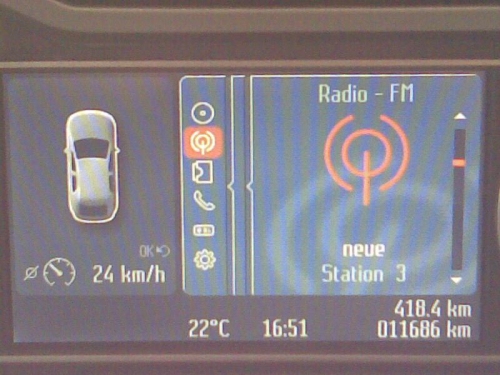 Radio - FM
neue
Station 3
OK
24 km/h
418.4 km
22°C 16:51 011686 km